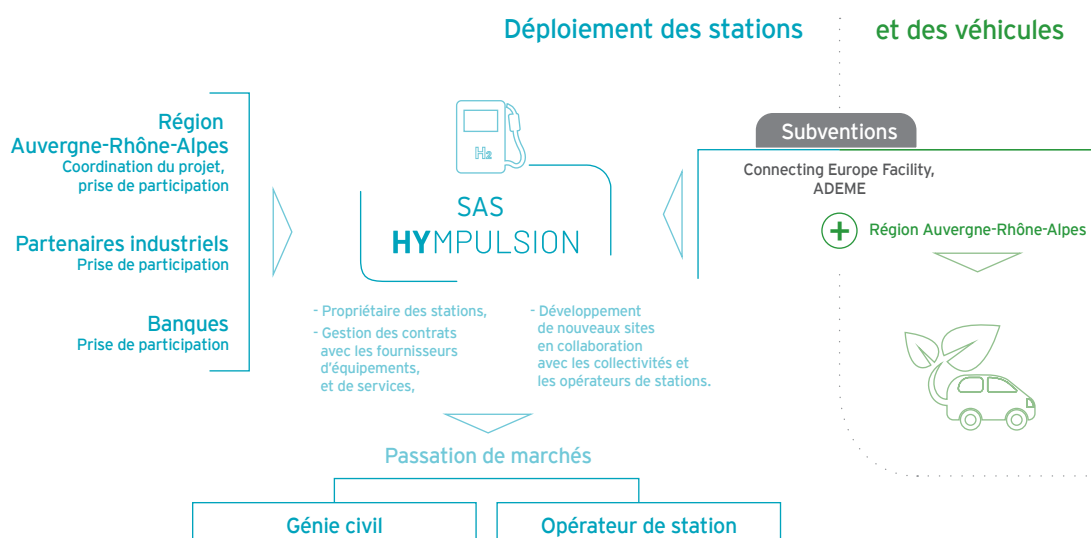 Déploiement des stations
et des véhicules
Région
Auvergne-Rhône-Alpes
Coordination du projet,
prise de participation
Partenaires industriels
Prise de participation
Banques
Prise de participation
H2
SAS
HYMPULSION
Subventions
Connecting Europe Facility,
ADEME
+ Région Auvergne-Rhône-Alpes
- Propriétaire des stations,
- Gestion des contrats
avec les fournisseurs
d'équipements,
et de services,
- Développement
de nouveaux sites
en collaboration
avec les collectivités et
les opérateurs de stations.
Passation de marchés
Génie civil
Opérateur de station